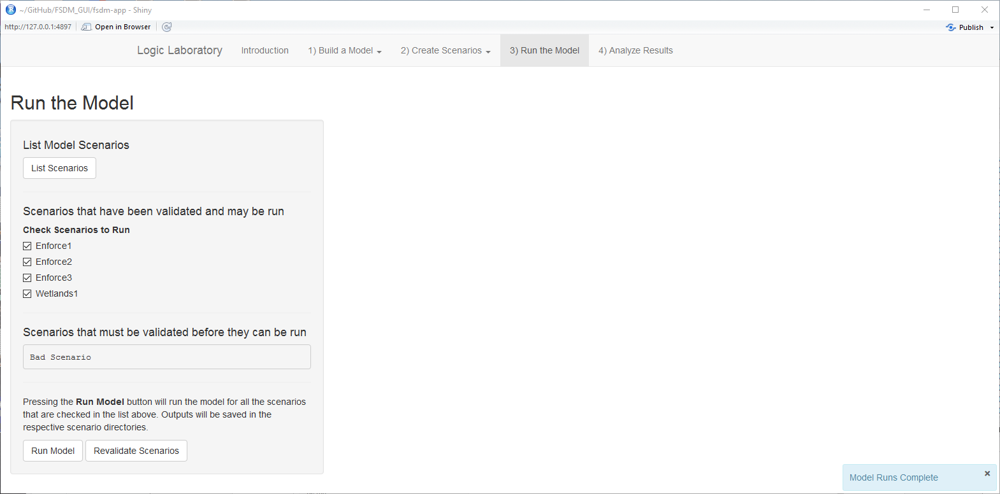 ~/GitHub/FSDM_GUI/fsdm-app - Shiny
http://127.0.0.1:4897 Open in Browser Publish
Logic Laboratory Introduction 1) Build a Model 2) Create Scenarios 3) Run the Model 4) Analyze Results
Run the Model
List Model Scenarios
List Scenarios
Scenarios that have been validated and may be run
Check Scenarios to Run
Enforce1
Enforce2
Enforce3
Wetlands1
Scenarios that must be validated before they can be run
Bad Scenario
Pressing the Run Model button will run the model for all the scenarios
that are checked in the list above. Outputs will be saved in the
respective scenario directories.
Run Model Revalidate Scenarios
Model Runs Complete